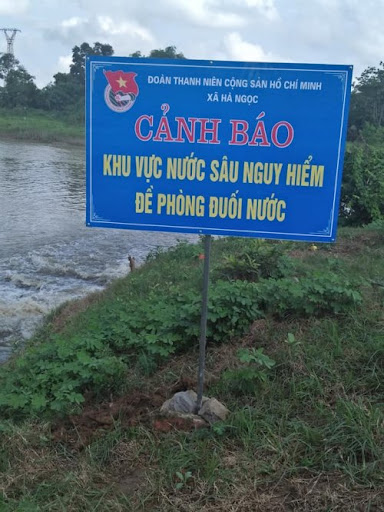 ĐOÀN THANH NIÊN CỘNG SẢN HỒ CHÍ MINH
XÃ HÀ NGỌC
CẢNH BÁO
KHU VỰC NƯỚC SÂU NGUY HIỂM
ĐỀ PHÒNG ĐUỐI NƯỚC